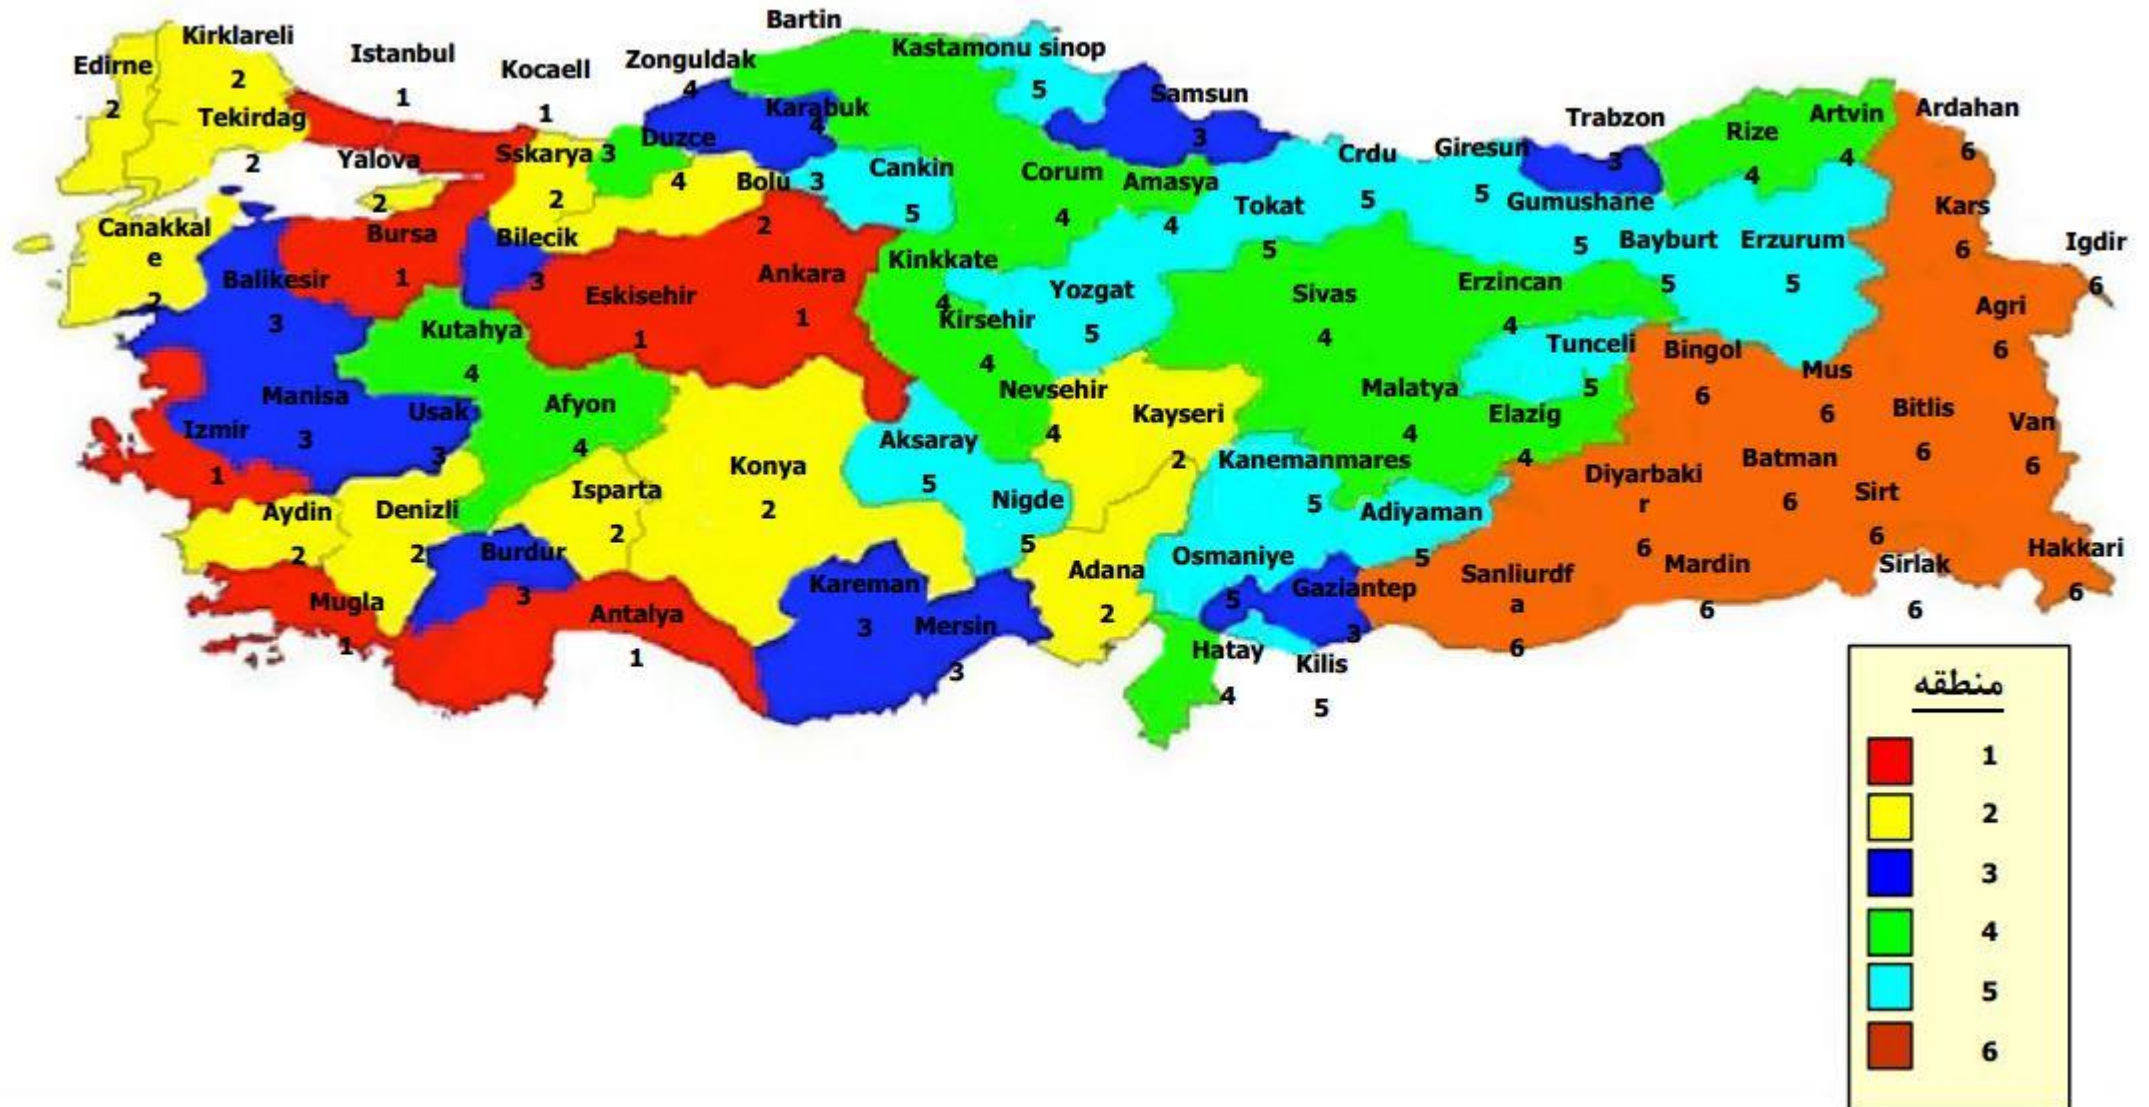 Bartin
Kirklareli
2
Istanbul
1
Kocaell
1
Zonguldak
4
Kastamonu sinop
5
Edirne
2
Tekirdag
2
Yalova
2
Sskarya 3
2
Duzce
4
Karabuk
4
Samsun
3
Trabzon
3
Rize
4
Artvin
4
Ardahan
6
Bolu 3
2
Cankin
5
Corum
4
Amasya
4
Tokat
5
Crdu
5
Giresun
5
Gumushane
5
Bayburt
5
Erzurum
5
Kars
6
Igdir
6
Canakkal
e
2
Balikesir
3
Bursa
1
Bilecik
3
Eskisehir
1
Ankara
1
Kinkkate
4
Kirsehir
4
Yozgat
5
Sivas
4
Erzincan
4
Agri
6
Kutahya
4
Tunceli
5
Bingol
6
Mus
6
Manisa
3
Usak
3
Afyon
4
Nevsehir
4
Kayseri
2
Malatya
4
Elazig
4
Bitlis
6
Van
6
Izmir
1
Konya
2
Aksaray
5
Kanemanmares
5
Diyarbaki
r
6
Batman
6
Sirt
6
Aydin
2
Denizli
2
Isparta
2
Nigde
5
Adiyaman
5
Burdur
3
Kareman
3
Adana
2
Osmaniye
5
Gaziantep
3
Sanliurdf
a
6
Mardin
6
Sirlak
6
Hakkari
6
Mugla
1
Antalya
1
Mersin
3
Hatay
4
Kilis
5
منطقه
1
2
3
4
5
6